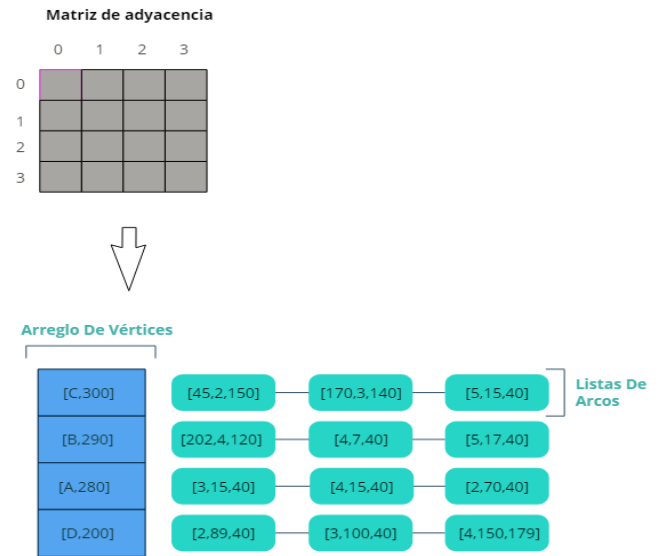 Matriz de adyacencia
0 1 2 3
0
1
2
3
Arreglo De Vértices
[C,300] [45,2,150] [170,3,140] [5,15,40]
Listas De
Arcos
[B,290] [202,4,120] [4,7,40] [5,17,40]
[A,280] [3,15,40] [4,15,40] [2,70,40]
[D,200] [2,89,40] [3,100,40] [4,150,179]